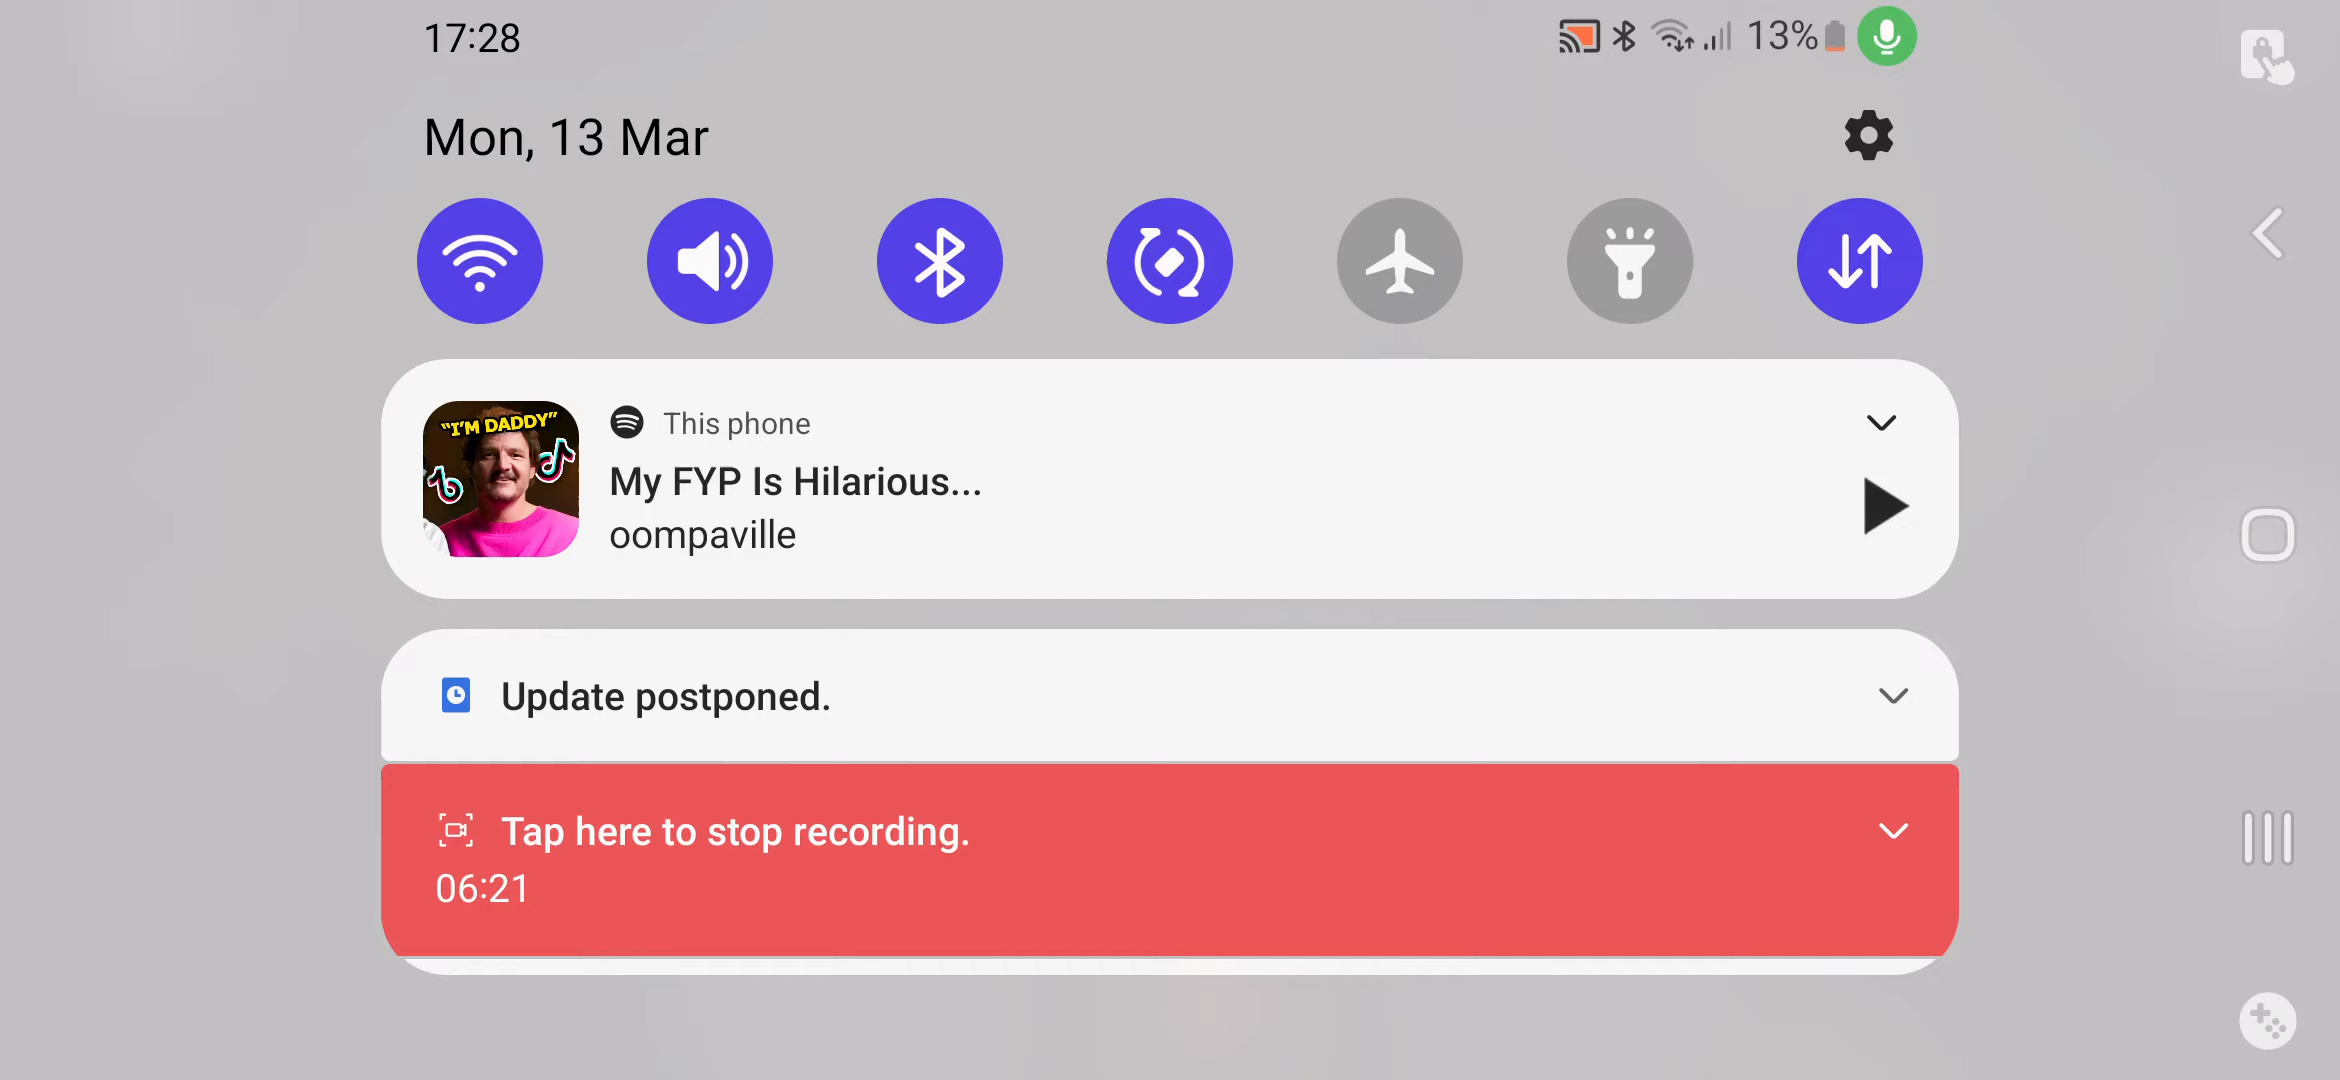 17:28
13%
Mon, 13 Mar
"I'M DADDY"
This phone
My FYP Is Hilarious...
oompaville
Update postponed.
Tap here to stop recording.
06:21